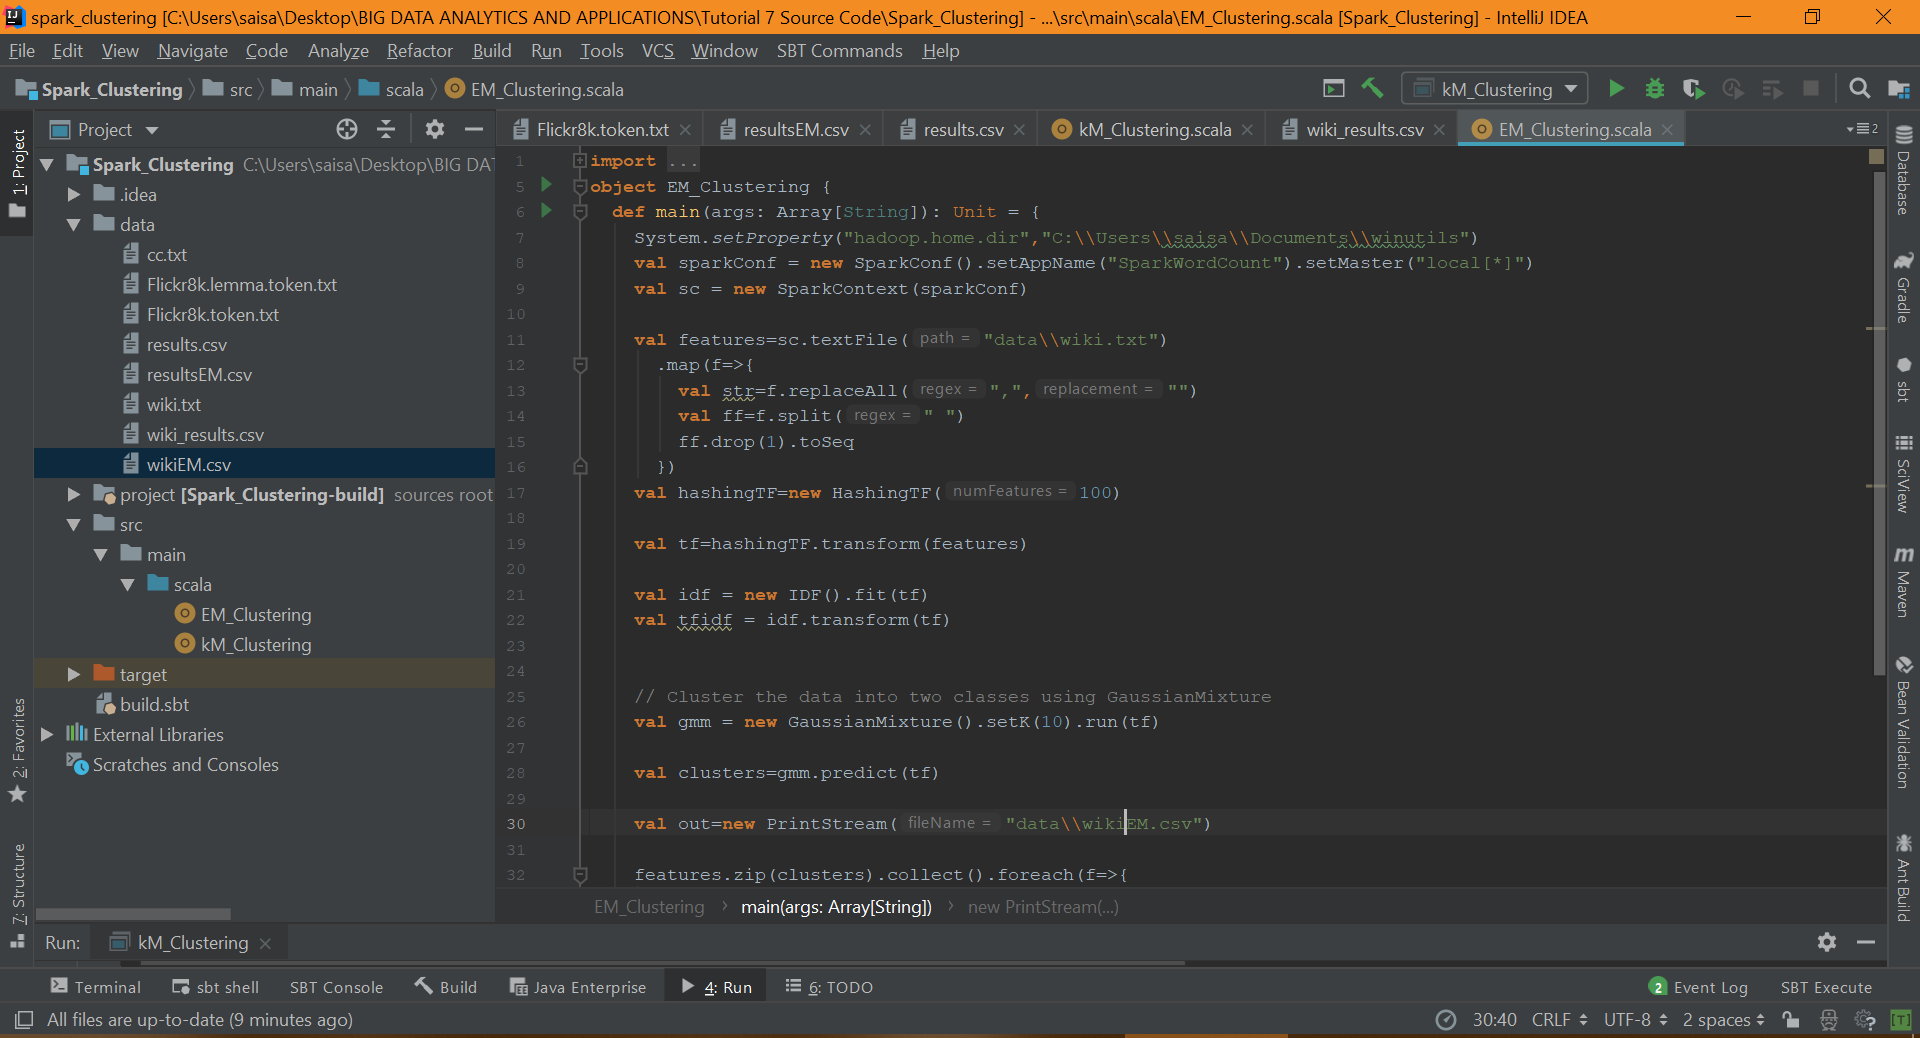 spark_clustering [C:\Users\saisa\Desktop\BIG DATA ANALYTICS AND APPLICATIONS\Tutorial 7 Source Code\Spark_Clustering] - ...\src\main\scala\EM_Clustering.scala [Spark_Clustering] - IntelliJ IDEA
File Edit View Navigate Code Analyze Refactor Build Run Tools VCS Window SBT Commands Help
Spark_Clustering src main scala EM_Clustering.scala kM_Clustering
Project
Flickr8k.token.txt resultsEM.csv results.csv kM_Clustering.scala wiki_results.csv EM_Clustering.scala 2
1: Project
2: Favorites
7: Structure
Spark_Clustering C:\Users\saisa\Desktop\BIG DAT
.idea
data
cc.txt
Flickr8k.lemma.token.txt
Flickr8k.token.txt
results.csv
resultsEM.csv
wiki.txt
wiki_results.csv
wikiEM.csv
project [Spark_Clustering-build] sources root
src
main
scala
EM_Clustering
kM_Clustering
target
build.sbt
External Libraries
Scratches and Consoles
1 import ...
5 object EM_Clustering {
6 def main(args: Array[String]): Unit = {
7 System.setProperty("hadoop.home.dir","C:\\Users\\saisa\\Documents\\winutils")
8 val sparkConf = new SparkConf().setAppName("SparkWordCount").setMaster("local[*]")
9 val sc = new SparkContext(sparkConf)
10
11 val features=sc.textFile( path = "data\\wiki.txt")
12 .map(f=>{
13 val str=f.replaceAll( regex = ",", replacement = "")
14 val ff=f.split( regex = " ")
15 ff.drop(1).toSeq
16 })
17 val hashingTF=new HashingTF( numFeatures = 100)
18
19 val tf=hashingTF.transform(features)
20
21 val idf = new IDF().fit(tf)
22 val tfidf = idf.transform(tf)
23
24
25 // Cluster the data into two classes using GaussianMixture
26 val gmm = new GaussianMixture().setK(10).run(tf)
27
28 val clusters=gmm.predict(tf)
29
30 val out=new PrintStream( fileName = "data\\wikiEM.csv")
31
32 features.zip(clusters).collect().foreach(f=>{
EM_Clustering main(args: Array[String]) new PrintStream(...)
Database
Gradle
sbt
SciView
m Maven
Bean Validation
Ant Build
Run: kM_Clustering
Terminal sbt shell SBT Console Build Java Enterprise 4: Run 6: TODO 2 Event Log SBT Execute
All files are up-to-date (9 minutes ago) 30:40 CRLF UTF-8 2 spaces [T]